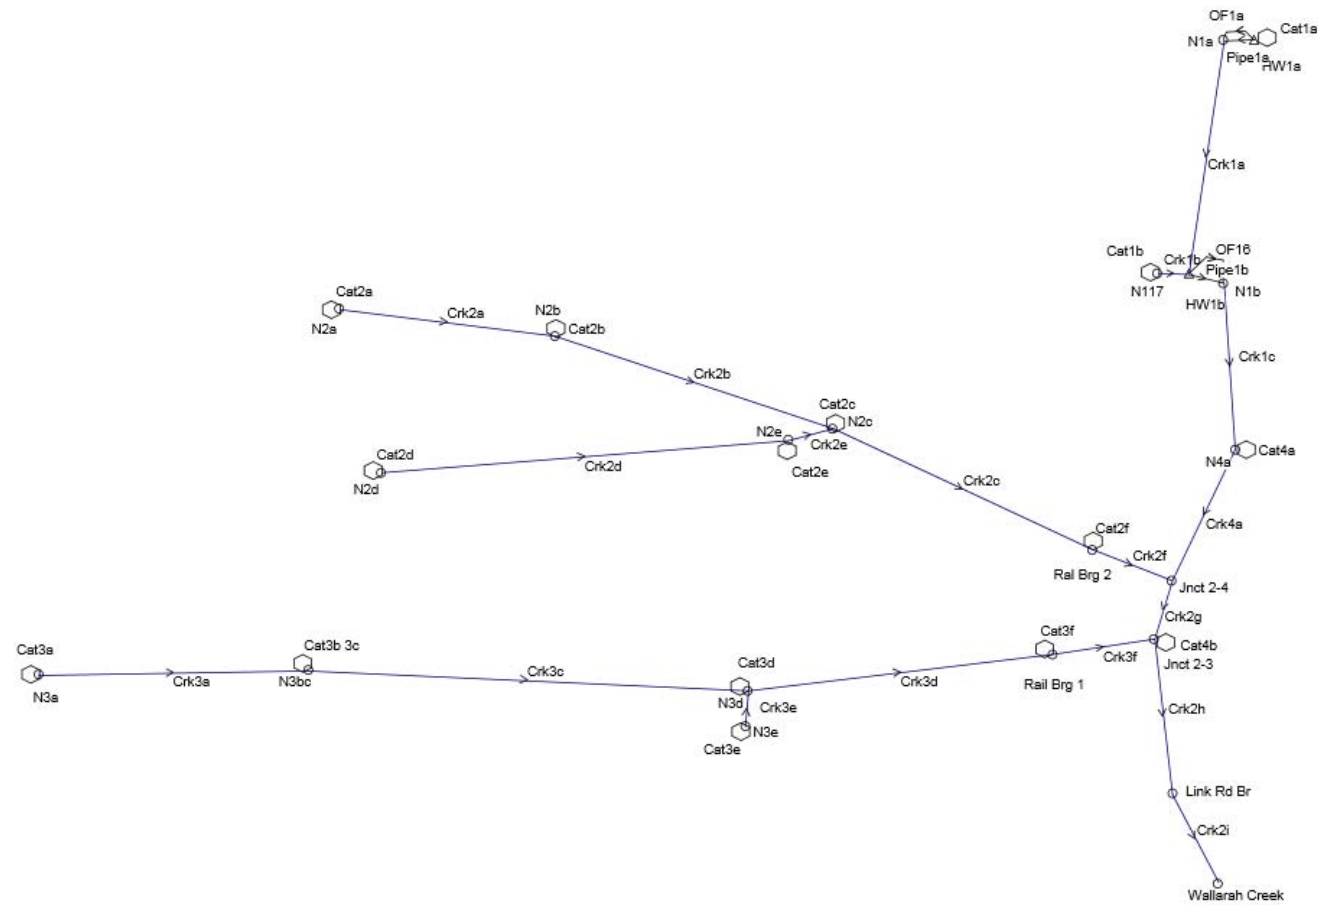 OF1a
Cat1a
N1a
Pipe1a
HW1a
Crk1a
Cat1b
Crk1b
OF16
Pipe1b
N117
HW1b
N1b
Cat2a
N2a
Crk2a
N2b
Cat2b
Crk1c
Crk2b
Cat2c
N2c
N2e
Crk2e
Cat2e
Cat2d
N2d
Crk2d
N4a
Cat4a
Crk2c
Crk4a
Cat2f
Crk2f
Ral Brg 2
Jnct 2-4
Crk2g
Cat3a
N3a
Crk3a
Cat3b 3c
N3bc
Crk3c
Cat3d
N3d
Crk3e
N3e
Cat3e
Crk3d
Cat3f
Rail Brg 1
Crk3f
Cat4b
Jnct 2-3
Crk2h
Link Rd Br
Crk2i
Wallarah Creek